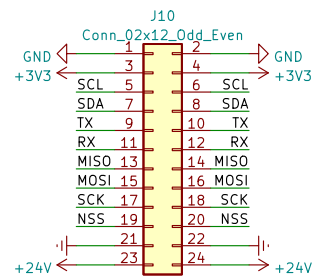 J10
Conn_02x12_Odd_Even
GND 1 2 GND
+3V3 3 4 +3V3
SCL 5 6 SCL
SDA 7 8 SDA
TX 9 10 TX
RX 11 12 RX
MISO 13 14 MISO
MOSI 15 16 MOSI
SCK 17 18 SCK
NSS 19 20 NSS
21 22
+24V 23 24 +24V